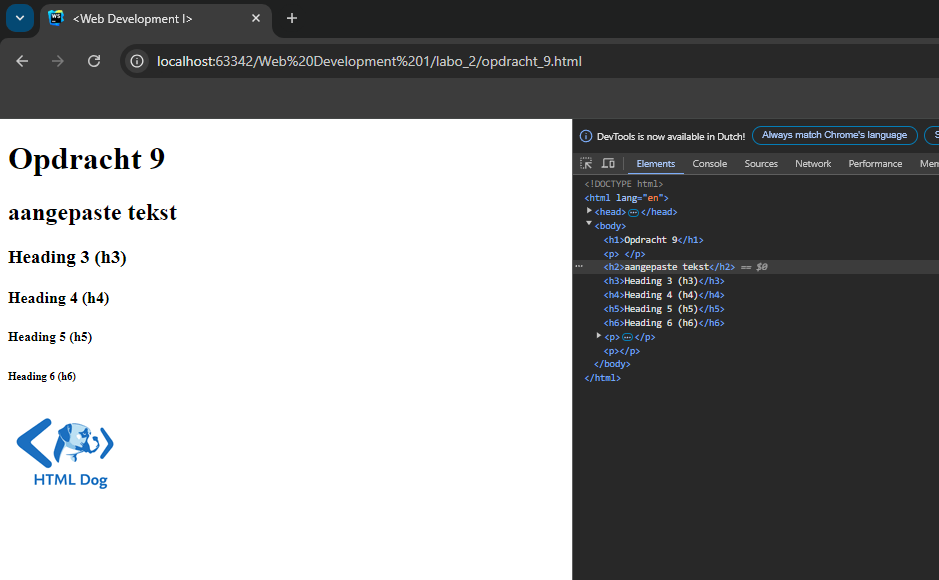 <Web Development I>
localhost:63342/Web%20Development%201/labo_2/opdracht_9.html
Opdracht 9
aangepaste tekst
Heading 3 (h3)
Heading 4 (h4)
Heading 5 (h5)
Heading 6 (h6)
HTML Dog
DevTools is now available in Dutch! Always match Chrome's language
Elements Console Sources Network Performance
<!DOCTYPE html>
<html lang="en">
<head> … </head>
<body>
<h1>Opdracht 9</h1>
<p> </p>
… <h2>aangepaste tekst</h2> == $0
<h3>Heading 3 (h3)</h3>
<h4>Heading 4 (h4)</h4>
<h5>Heading 5 (h5)</h5>
<h6>Heading 6 (h6)</h6>
<p> … </p>
<p></p>
</body>
</html>